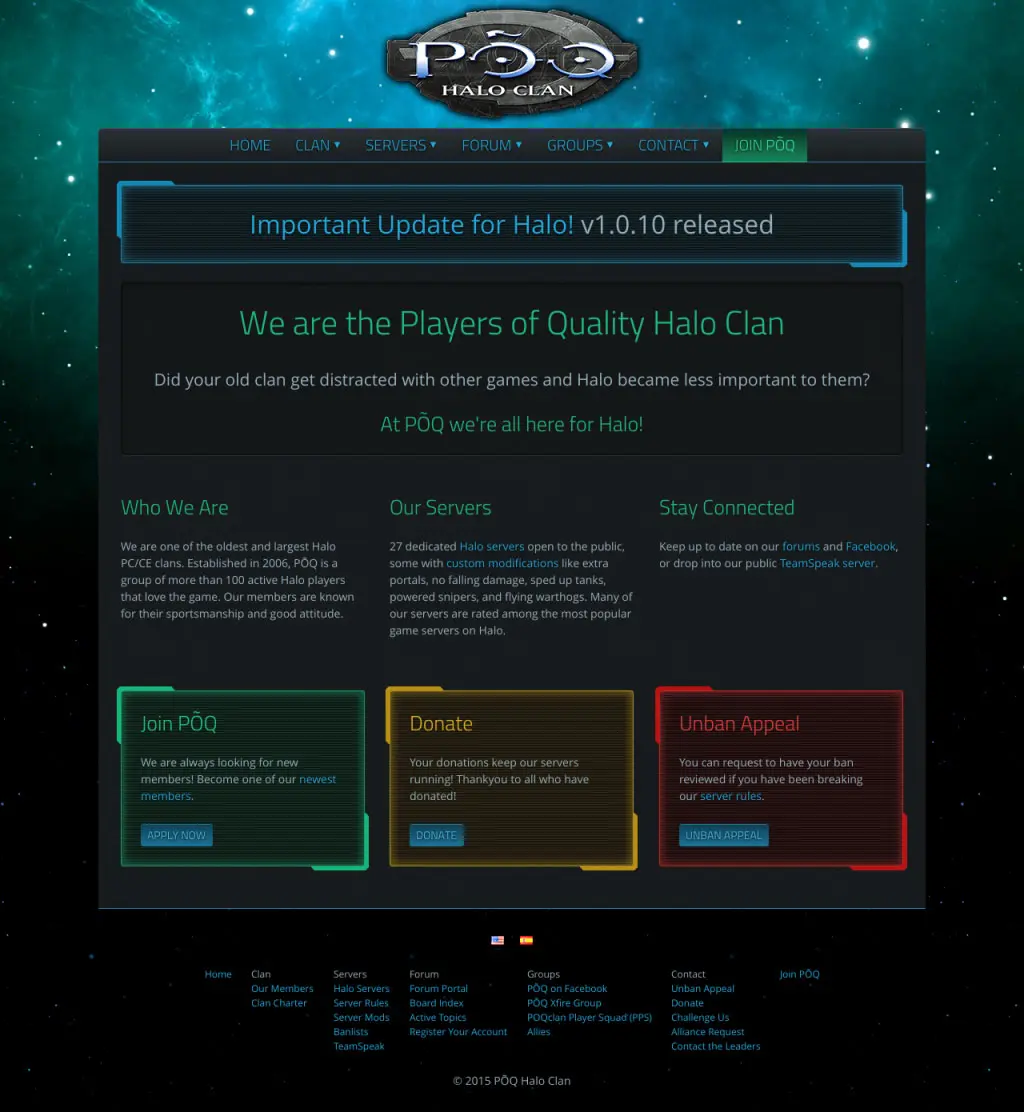 PÕQ
HALO CLAN
HOME CLAN ▾ SERVERS ▾ FORUM ▾ GROUPS ▾ CONTACT ▾ JOIN PÕQ
Important Update for Halo! v1.0.10 released
We are the Players of Quality Halo Clan
Did your old clan get distracted with other games and Halo became less important to them?
At PÕQ we're all here for Halo!
Who We Are
We are one of the oldest and largest Halo
PC/CE clans. Established in 2006, PÕQ is a
group of more than 100 active Halo players
that love the game. Our members are known
for their sportsmanship and good attitude.
Our Servers
27 dedicated Halo servers open to the public,
some with custom modifications like extra
portals, no falling damage, sped up tanks,
powered snipers, and flying warthogs. Many of
our servers are rated among the most popular
game servers on Halo.
Stay Connected
Keep up to date on our forums and Facebook,
or drop into our public TeamSpeak server.
Join PÕQ
We are always looking for new
members! Become one of our newest
members.
APPLY NOW
Donate
Your donations keep our servers
running! Thankyou to all who have
donated!
DONATE
Unban Appeal
You can request to have your ban
reviewed if you have been breaking
our server rules.
UNBAN APPEAL
Home
Clan
Our Members
Clan Charter
Servers
Halo Servers
Server Rules
Server Mods
Banlists
TeamSpeak
Forum
Forum Portal
Board Index
Active Topics
Register Your Account
Groups
PÕQ on Facebook
PÕQ Xfire Group
POQclan Player Squad (PPS)
Allies
Contact
Unban Appeal
Donate
Challenge Us
Alliance Request
Contact the Leaders
Join PÕQ
© 2015 PÕQ Halo Clan